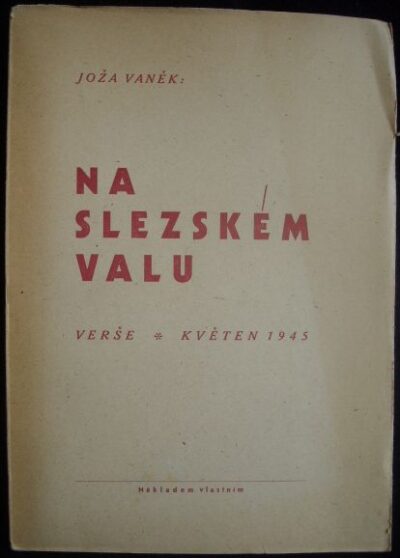 JOŽA VANĚK:
NA
SLEZSKÉM
VALU
VERŠE * KVĚTEN 1945
Nákladem vlastním